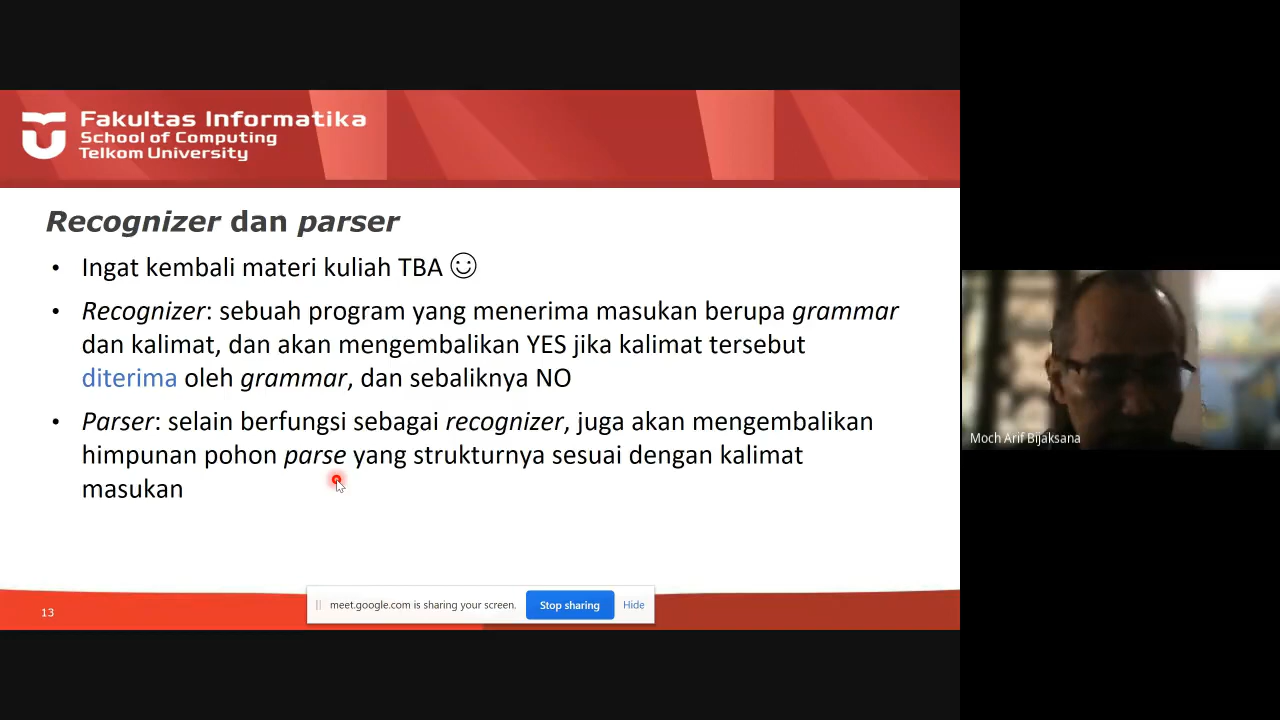 Fakultas Informatika
School of Computing
Telkom University
Recognizer dan parser
• Ingat kembali materi kuliah TBA ☺
• Recognizer: sebuah program yang menerima masukan berupa grammar
dan kalimat, dan akan mengembalikan YES jika kalimat tersebut
diterima oleh grammar, dan sebaliknya NO
• Parser: selain berfungsi sebagai recognizer, juga akan mengembalikan
himpunan pohon parse yang strukturnya sesuai dengan kalimat
masukan
13
meet.google.com is sharing your screen.
Stop sharing
Hide
Moch Arif Bijaksana